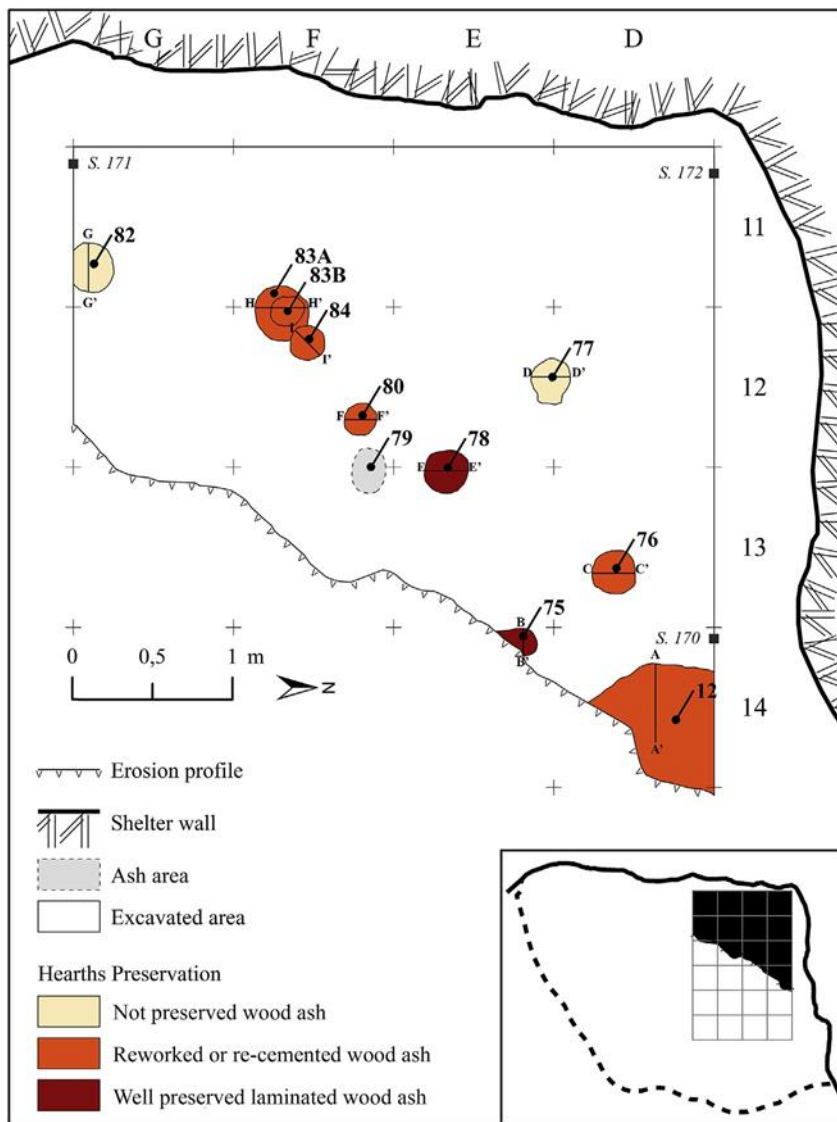 G F E D
S. 171
S. 172
11
G
82
G'
83A
83B
H H'
84
I
I'
77
D D'
12
80
F F'
79
78
E E'
76
C C'
13
75
B
B'
S. 170
0 0,5 1 m
N
A
12
A'
14
Erosion profile
Shelter wall
Ash area
Excavated area
Hearths Preservation
Not preserved wood ash
Reworked or re-cemented wood ash
Well preserved laminated wood ash